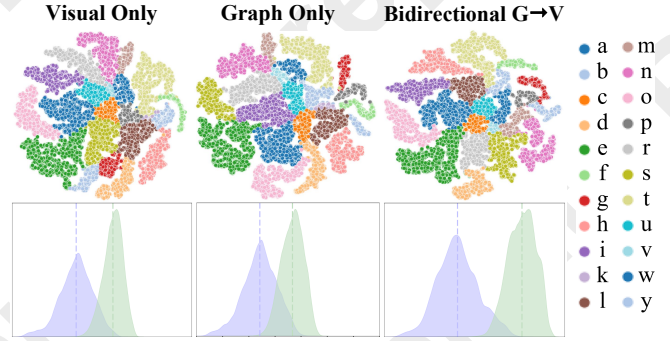 Visual Only Graph Only Bidirectional G→V
a m
b n
c o
d p
e r
f s
g t
h u
i v
k w
l y